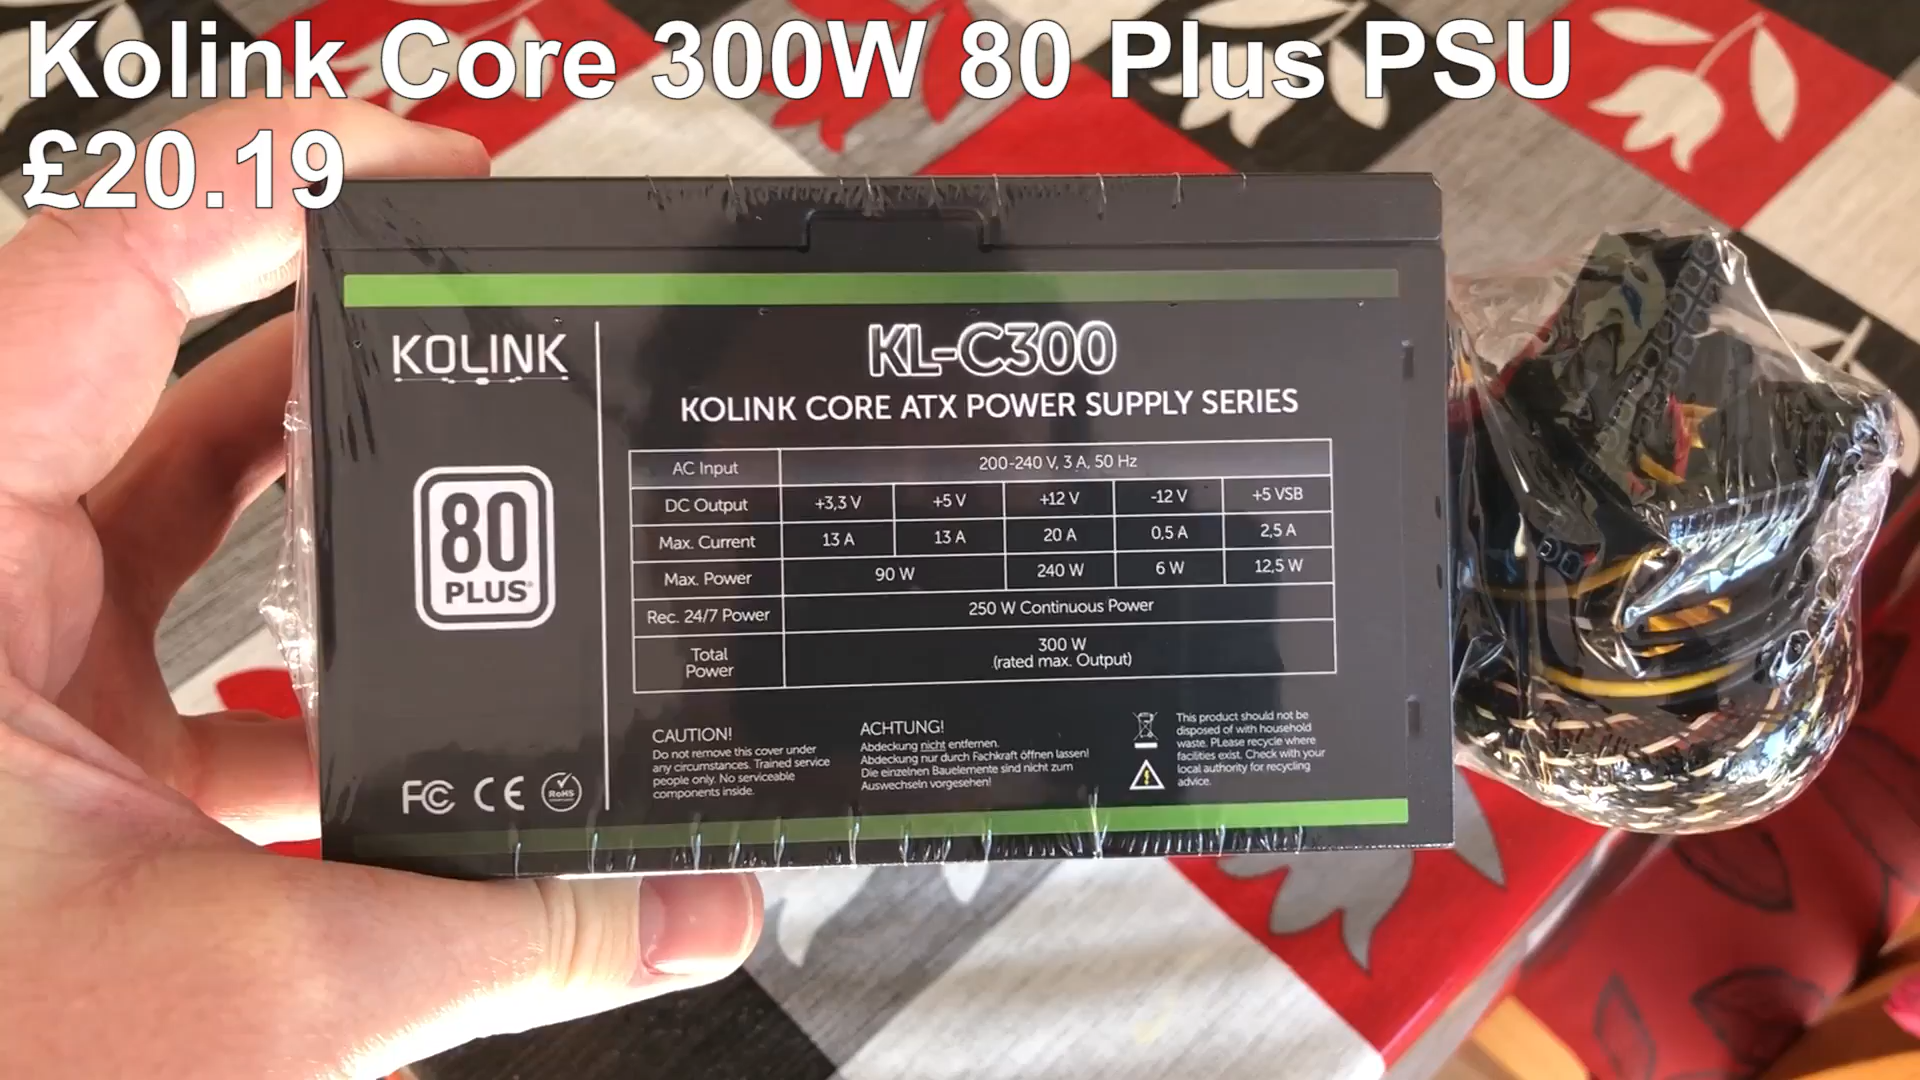 Kolink Core 300W 80 Plus PSU
£20.19
KOLINK
80
PLUS®
FC CE RoHS
KL-C300
KOLINK CORE ATX POWER SUPPLY SERIES
AC Input 200-240 V, 3 A, 50 Hz
DC Output +3,3 V +5 V +12 V -12 V +5 VSB
Max. Current 13 A 13 A 20 A 0,5 A 2,5 A
Max. Power 90 W 240 W 6 W 12,5 W
Rec. 24/7 Power 250 W Continuous Power
Total
Power
300 W
(rated max. Output)
CAUTION!
Do not remove this cover under
any circumstances. Trained service
people only. No serviceable
components inside.
ACHTUNG!
Abdeckung nicht entfernen.
Abdeckung nur durch Fachkraft öffnen lassen!
Die einzelnen Bauelemente sind nicht zum
Auswechseln vorgesehen!
This product should not be
disposed of with household
waste. PLease recycle where
facilities exist. Check with your
local authority for recycling
advice.